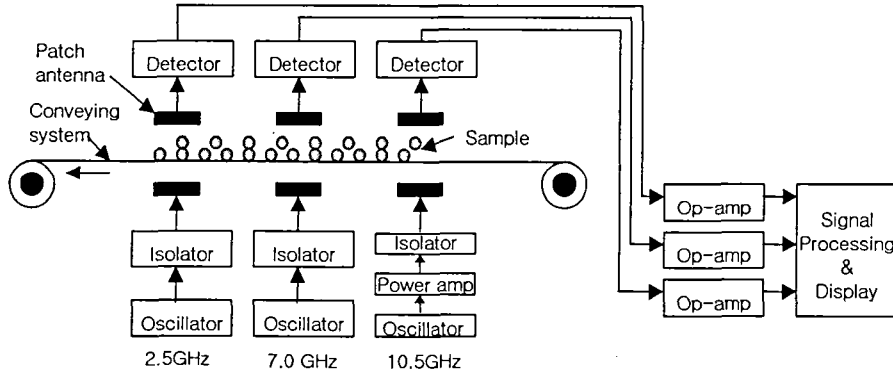 Patch
antenna
Detector
Detector
Detector
Conveying
system
Sample
Isolator
Isolator
Isolator
Power amp
Oscillator
Oscillator
Oscillator
2.5GHz
7.0 GHz
10.5GHz
Op-amp
Op-amp
Op-amp
Signal
Processing
&
Display